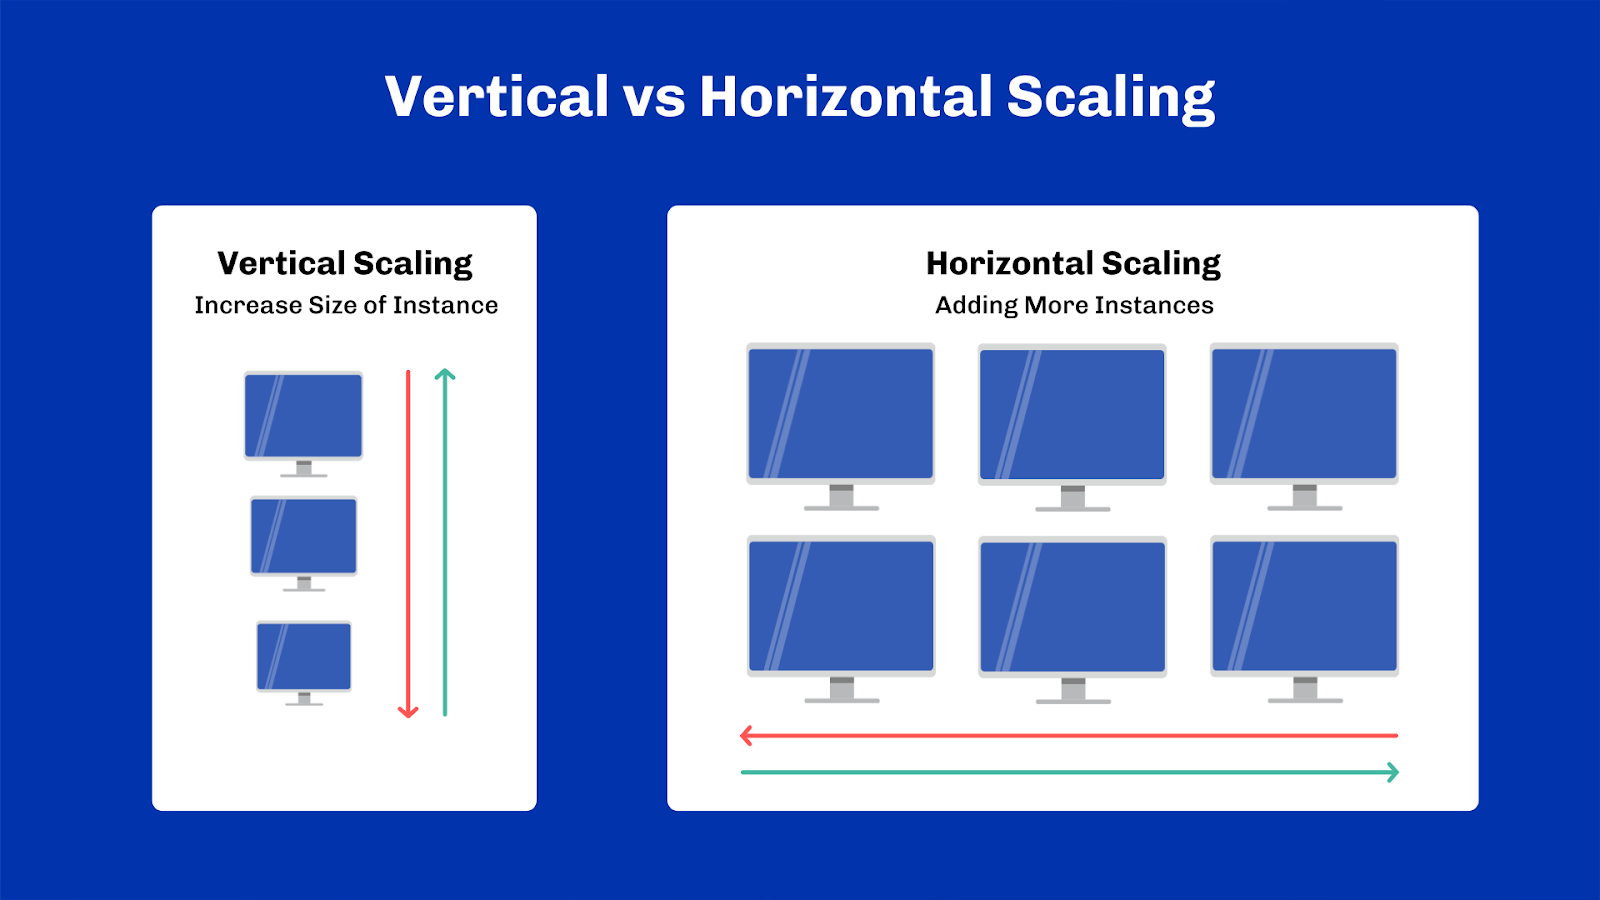 Vertical vs Horizontal Scaling
Vertical Scaling
Increase Size of Instance
Horizontal Scaling
Adding More Instances